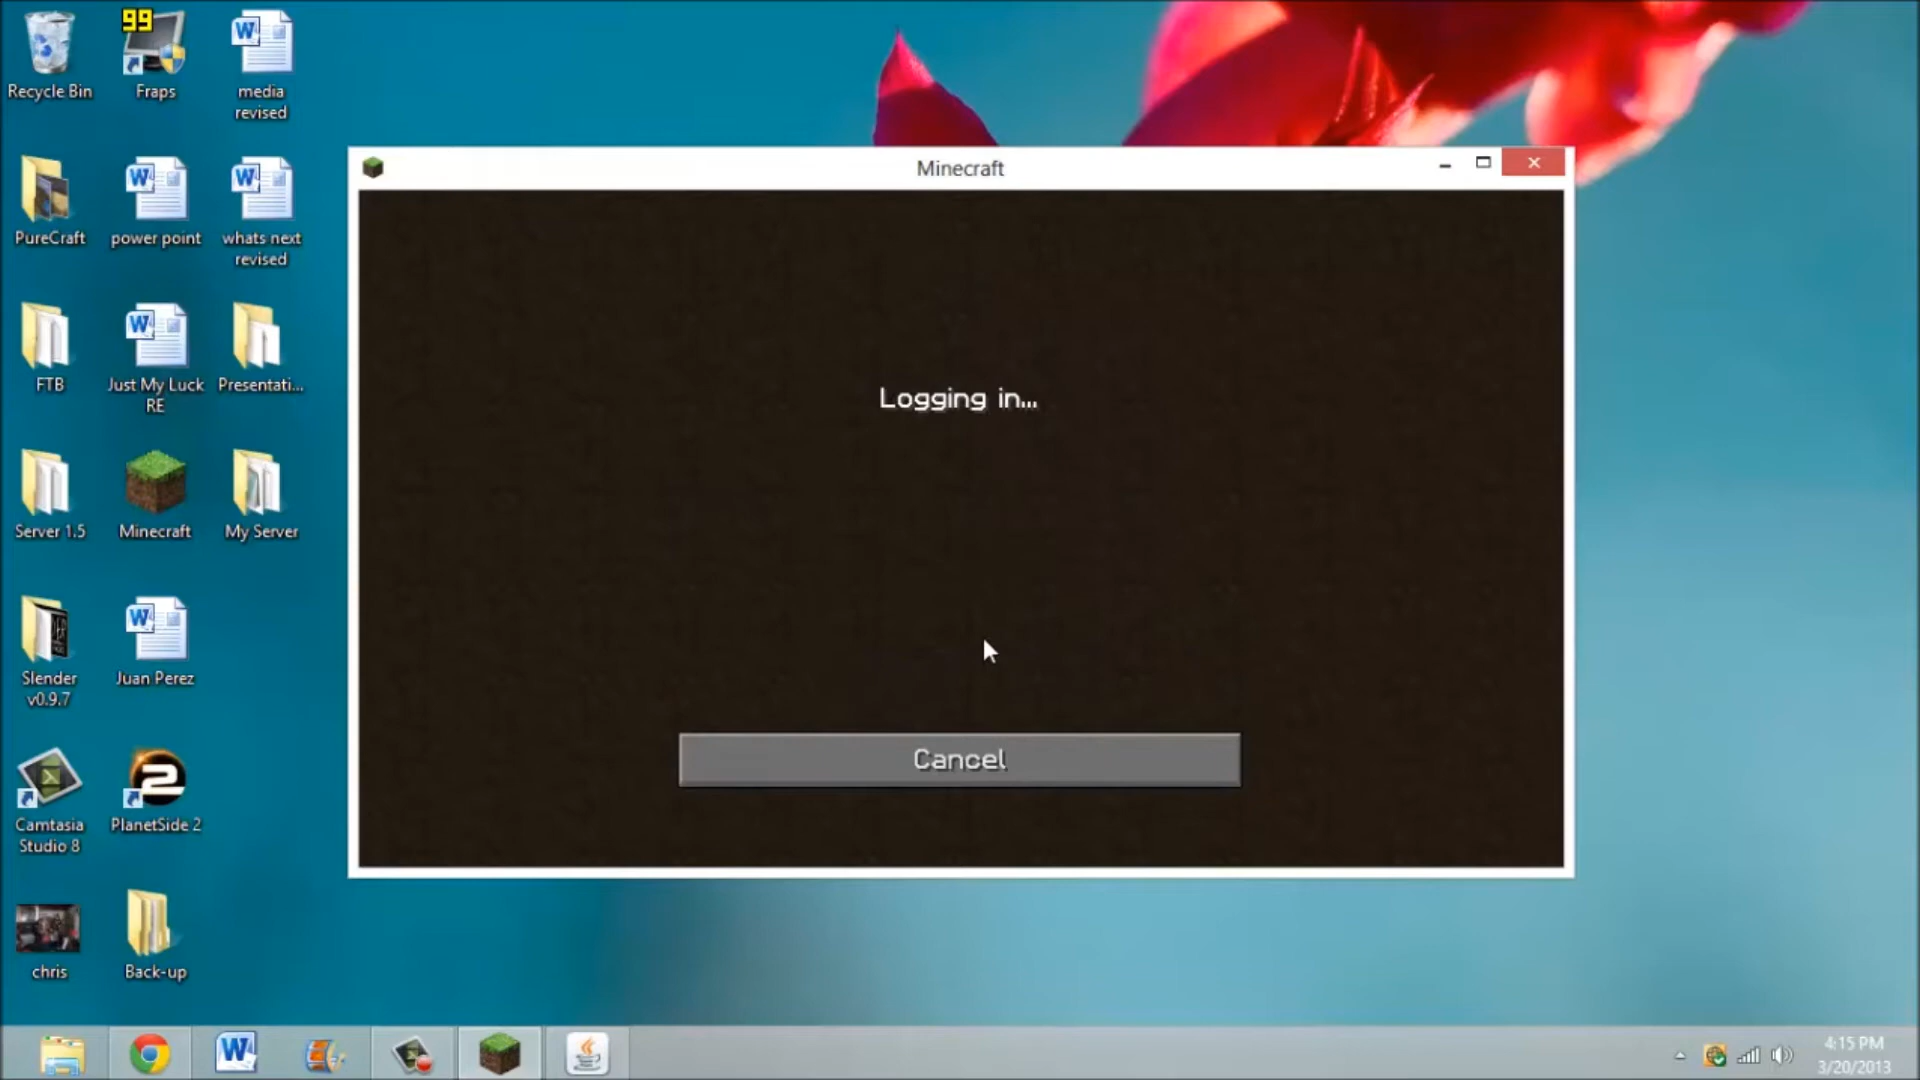 99
Recycle Bin
Fraps
media
revised
PureCraft
power point
whats next
revised
FTB
Just My Luck
RE
Presentati...
Server 1.5
Minecraft
My Server
Slender
v0.9.7
Juan Perez
Camtasia
Studio 8
PlanetSide 2
chris
Back-up
Minecraft
Logging in...
Cancel
4:15 PM
3/20/2013